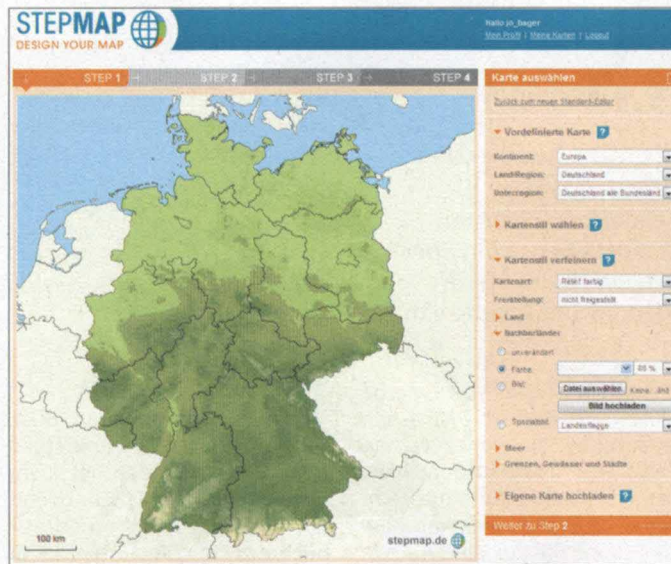 STEPMAP
DESIGN YOUR MAP
Hallo jo_bager
Mein Profil | Meine Karten | Logout
STEP 1
STEP 2
STEP 3
STEP 4
Karte auswählen
Zurück zum neuen Standard-Editor
Vordefinierte Karte ?
Kontinent: Europa
Land/Region: Deutschland
Unterregion: Deutschland alle Bundesländ
Kartenstil wählen ?
Kartenstil verfeinern ?
Kartenart: Relief farbig
Freistellung: nicht freigestellt
Land
Nachbarländer
unverändert
Farbe: 85 %
Bild: Datei auswählen Keine
Bild hochladen
Spezialstil Landesflagge
Meer
Grenzen, Gewässer und Städte
Eigene Karte hochladen ?
Weiter zu Step 2
100 km
stepmap.de